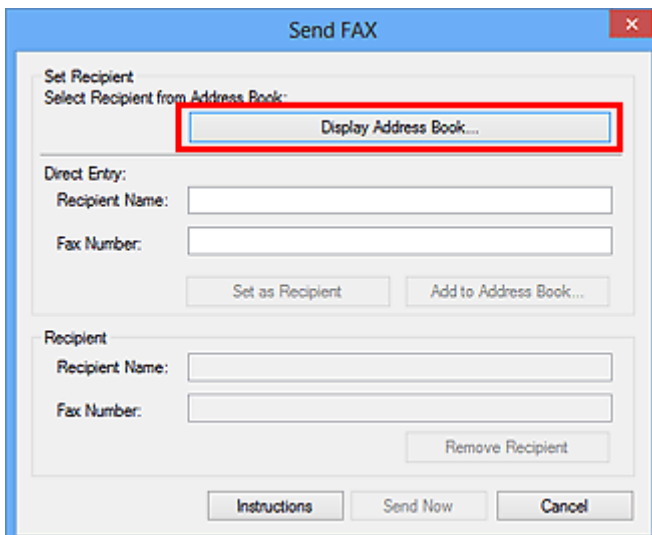 Send FAX
Set Recipient
Select Recipient from Address Book:
Display Address Book...
Direct Entry:
Recipient Name:
Fax Number:
Set as Recipient Add to Address Book...
Recipient
Recipient Name:
Fax Number:
Remove Recipient
Instructions Send Now Cancel